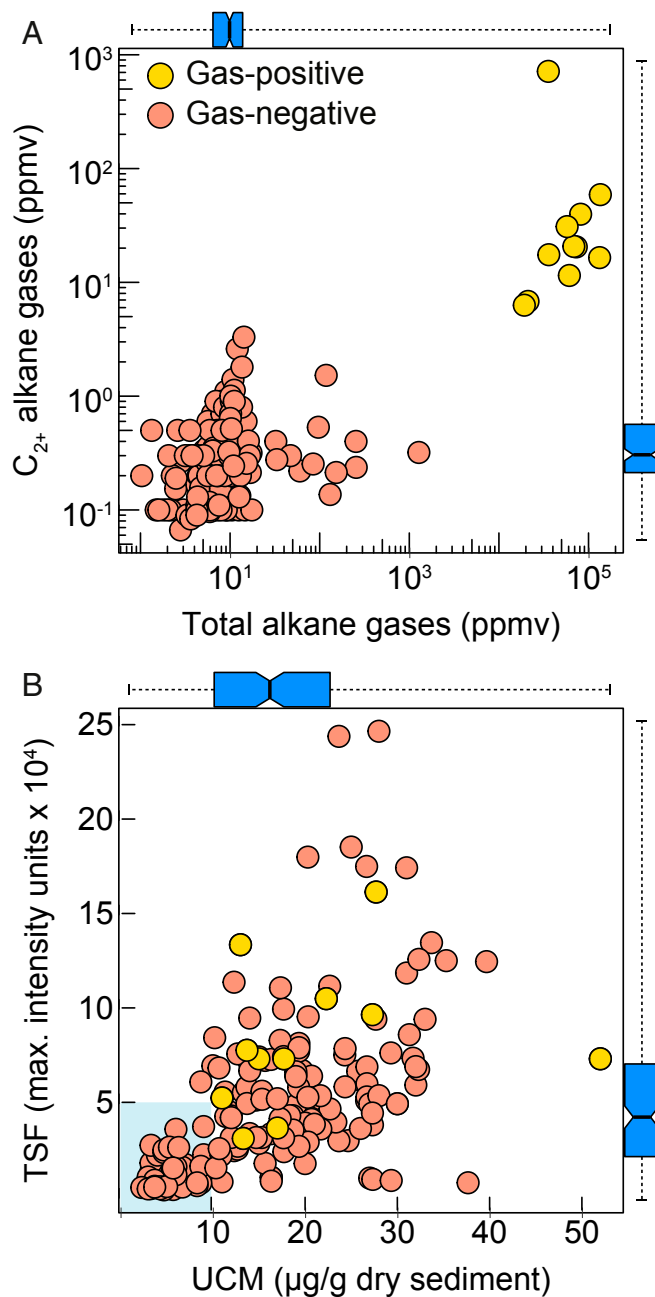 A
Gas-positive
Gas-negative
C₂₊ alkane gases (ppmv)
10³
10²
10¹
10⁰
10⁻¹
10¹
10³
10⁵
Total alkane gases (ppmv)
B
TSF (max. intensity units x 10⁴)
25
20
15
10
5
10
20
30
40
50
UCM (µg/g dry sediment)